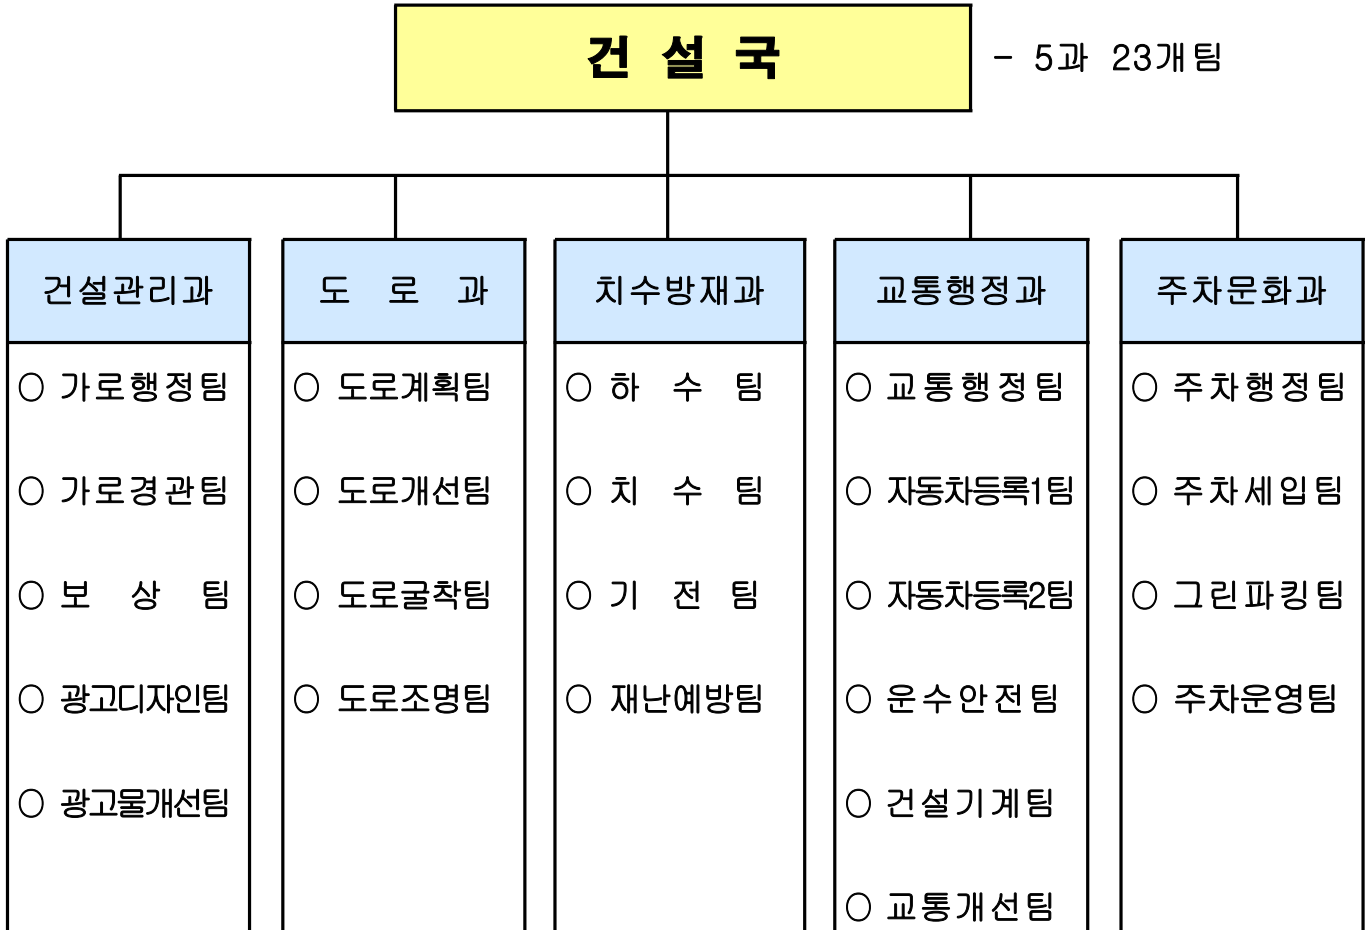 건 설 국
- 5과 23개팀
건설관리과
○ 가로행정팀
○ 가로경관팀
○ 보 상 팀
○ 광고디자인팀
○ 광고물개선팀
도 로 과
○ 도로계획팀
○ 도로개선팀
○ 도로굴착팀
○ 도로조명팀
치수방재과
○ 하 수 팀
○ 치 수 팀
○ 기 전 팀
○ 재난예방팀
교통행정과
○ 교통행정팀
○ 자동차등록1팀
○ 자동차등록2팀
○ 운수안전팀
○ 건설기계팀
○ 교통개선팀
주차문화과
○ 주차행정팀
○ 주차세입팀
○ 그린파킹팀
○ 주차운영팀